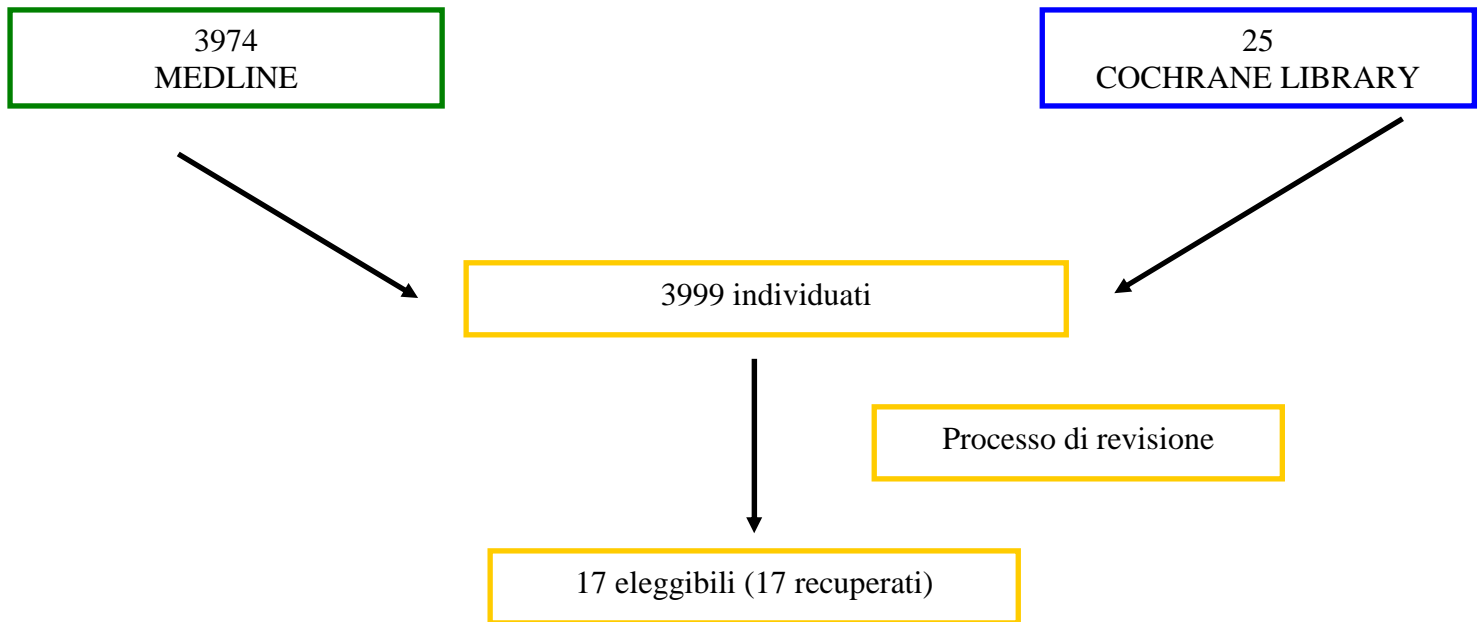 3974
MEDLINE
25
COCHRANE LIBRARY
3999 individuati
Processo di revisione
17 eleggibili (17 recuperati)